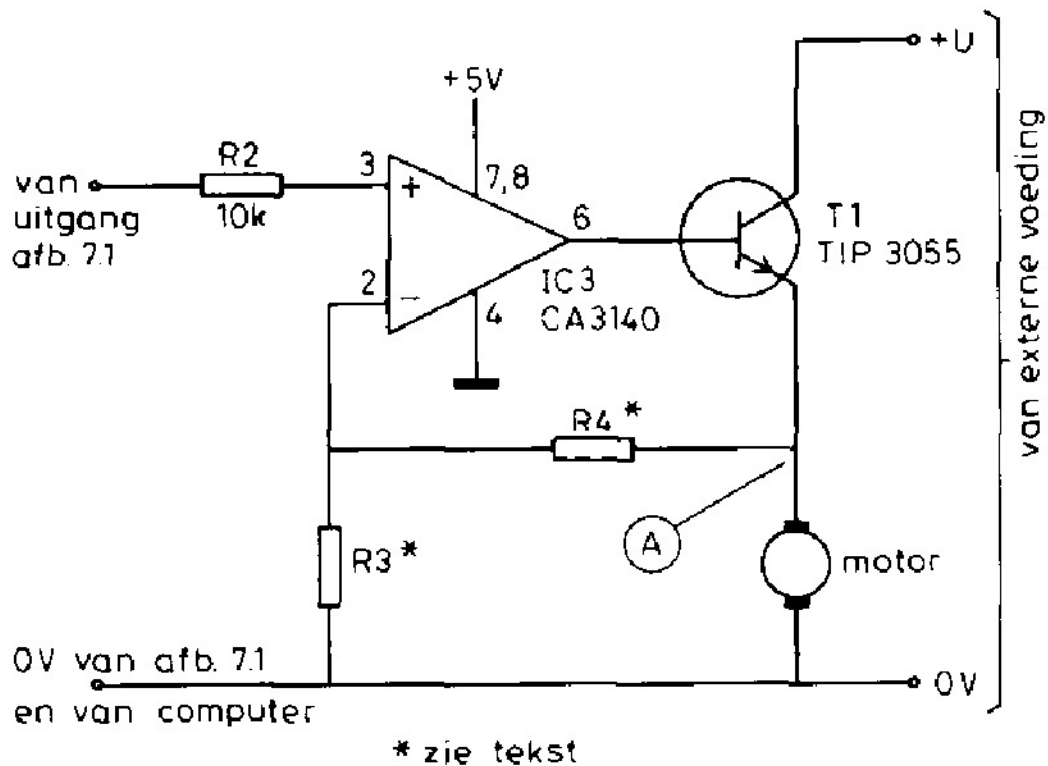 +U
+5V
R2
3
+
7,8
van
10k
6
T1
uitgang
TIP 3055
afb. 7.1
2
−
IC3
4
CA3140
van externe voeding
R4*
A
R3*
motor
0V van afb. 7.1
0V
en van computer
* zie tekst